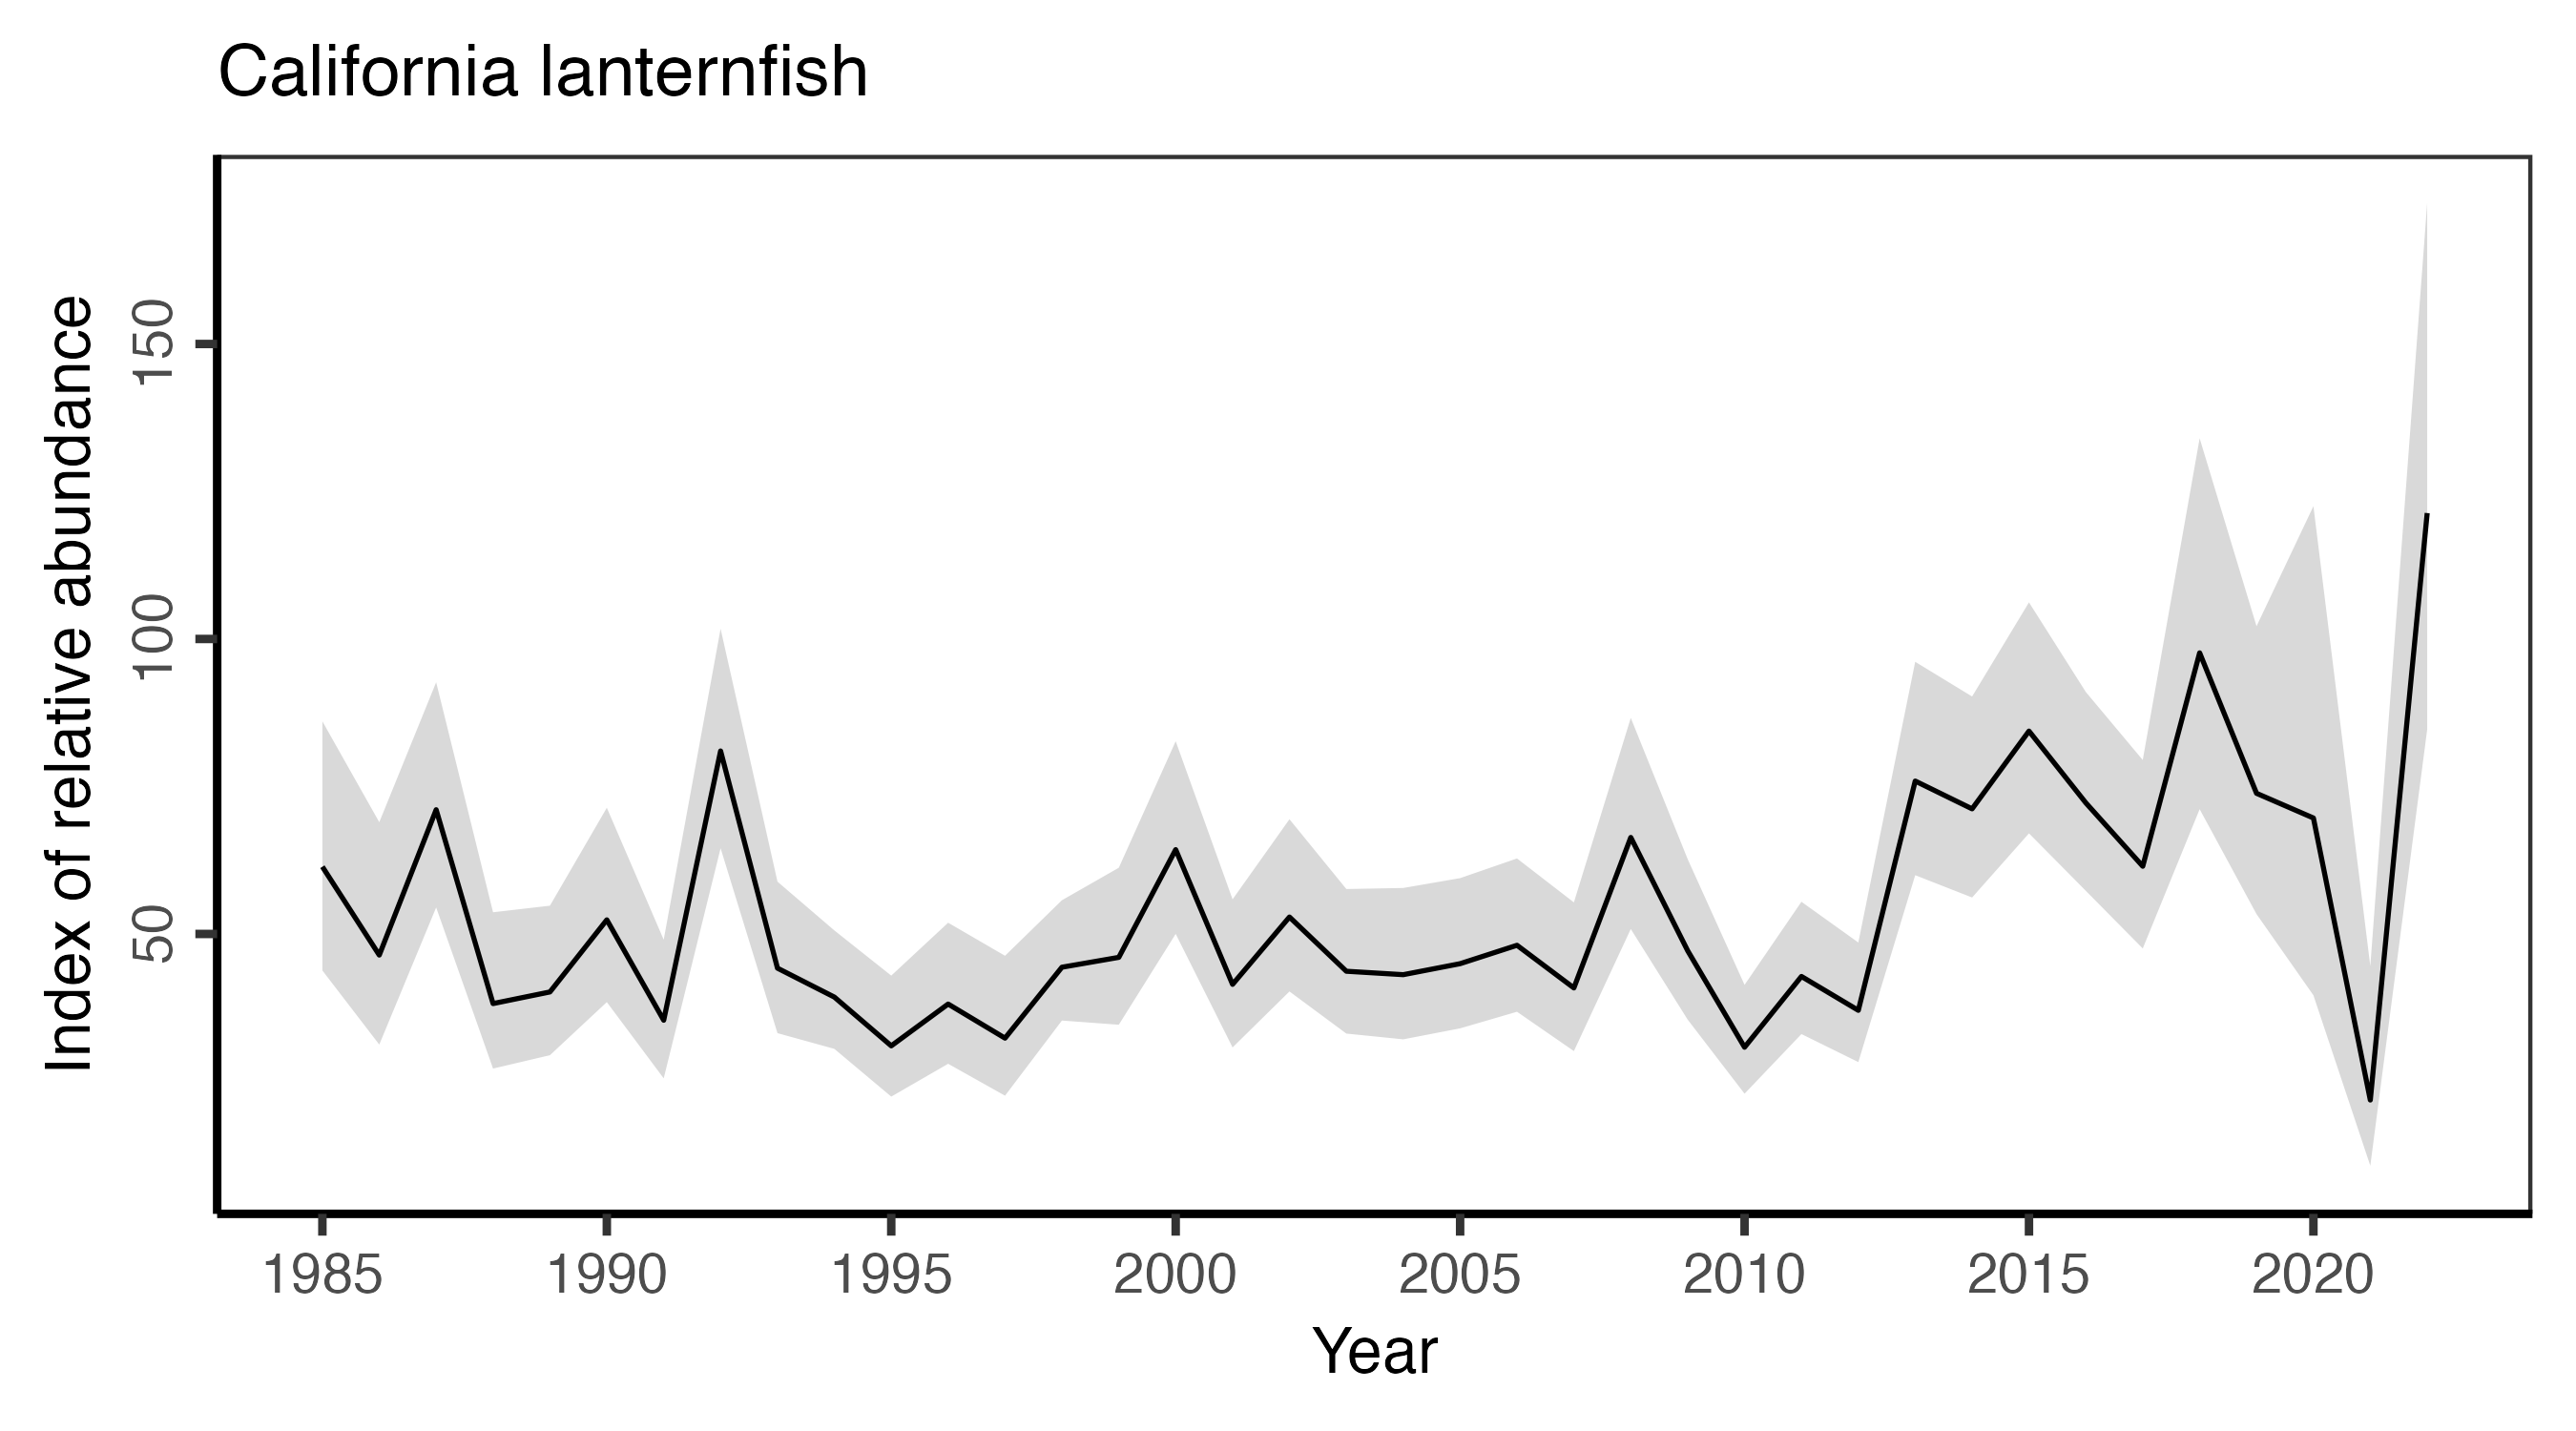 California lanternfish
Index of relative abundance
150
100
50
1985 1990 1995 2000 2005 2010 2015 2020
Year